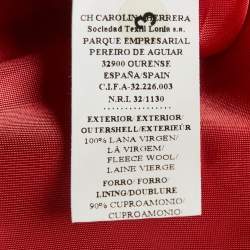 CH CAROLINA HERRERA
Sociedad Textil Lonia s.a.
PARQUE EMPRESARIAL
PEREIRO DE AGUIAR
32900 OURENSE
ESPAÑA/SPAIN
C.I.F.A-32.226.003
N.R.I. 32/1130
EXTERIOR EXTERIOR/
OUTERSHELL/EXTERIEUR
100% LANA VIRGEN/
LÃ VIRGEM/
FLEECE WOOL/
LAINE VIERGE
FORRO/FORRO/
LINING/DOUBLURE
90% CUPROAMONIO/
CUPROAMONIO/